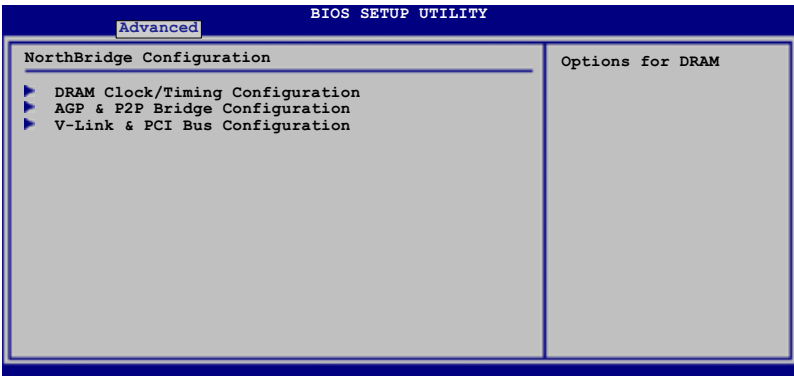 BIOS SETUP UTILITY
Advanced
NorthBridge Configuration
DRAM Clock/Timing Configuration
AGP & P2P Bridge Configuration
V-Link & PCI Bus Configuration
Options for DRAM